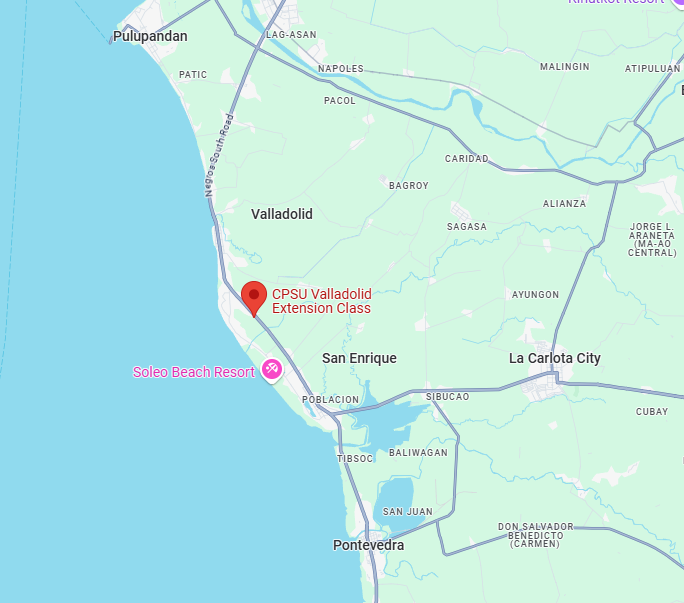 Kinatkot Resort
Pulupandan
LAG-ASAN
PATIC
NAPOLES
MALINGIN
ATIPULUAN
PACOL
Negros South Road
CARIDAD
BAGROY
ALIANZA
Valladolid
SAGASA
JORGE L.
ARANETA
(MA-AO
CENTRAL)
CPSU Valladolid
Extension Class
AYUNGON
San Enrique
La Carlota City
Soleo Beach Resort
POBLACION
SIBUCAO
CUBAY
TIBSOC
BALIWAGAN
SAN JUAN
DON SALVADOR
BENEDICTO
(CARMEN)
Pontevedra